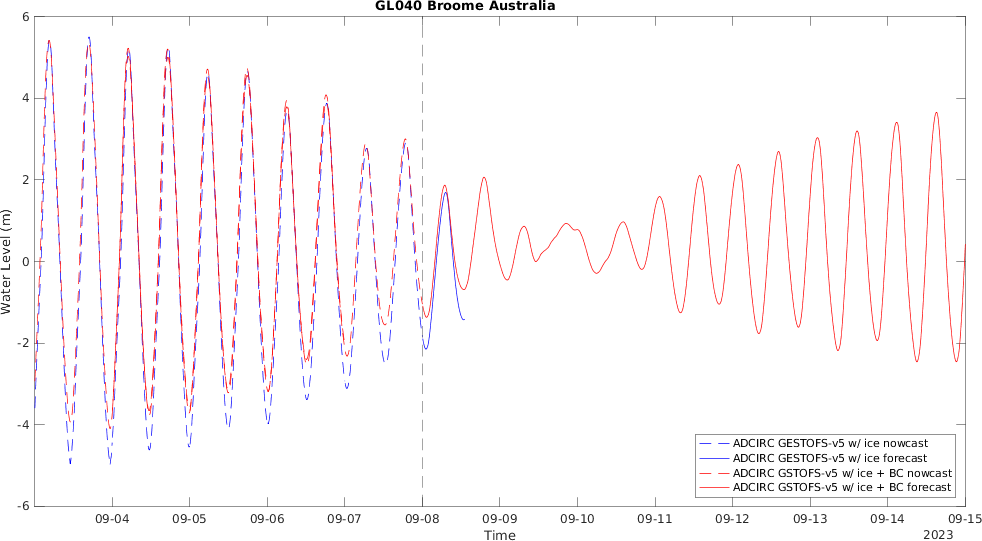 GL040 Broome Australia
6
4
2
0
-2
-4
-6
Water Level (m)
ADCIRC GESTOFS-v5 w/ ice nowcast
ADCIRC GESTOFS-v5 w/ ice forecast
ADCIRC GSTOFS-v5 w/ ice + BC nowcast
ADCIRC GSTOFS-v5 w/ ice + BC forecast
09-04 09-05 09-06 09-07 09-08 09-09 09-10 09-11 09-12 09-13 09-14 09-15
Time
2023